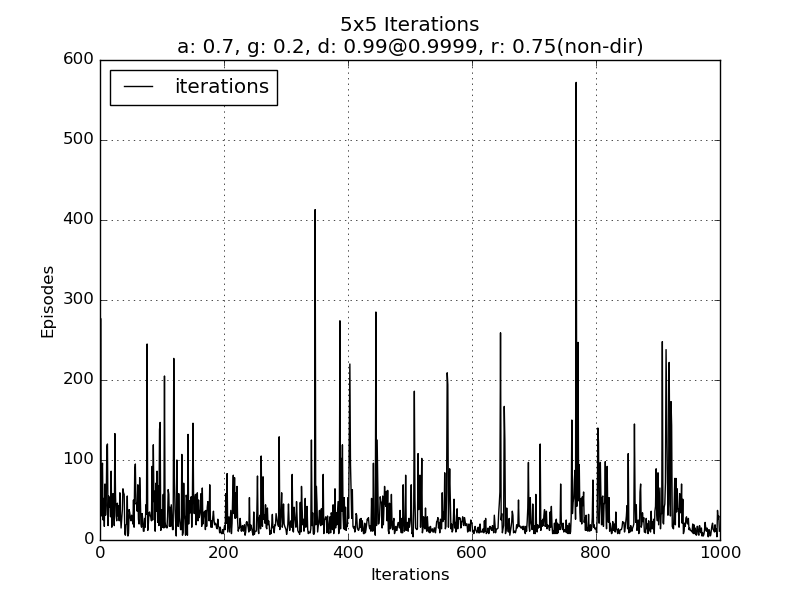 5x5 Iterations
a: 0.7, g: 0.2, d: 0.99@0.9999, r: 0.75(non-dir)
600
iterations
500
400
300
200
100
0
Episodes
0 200 400 600 800 1000
Iterations